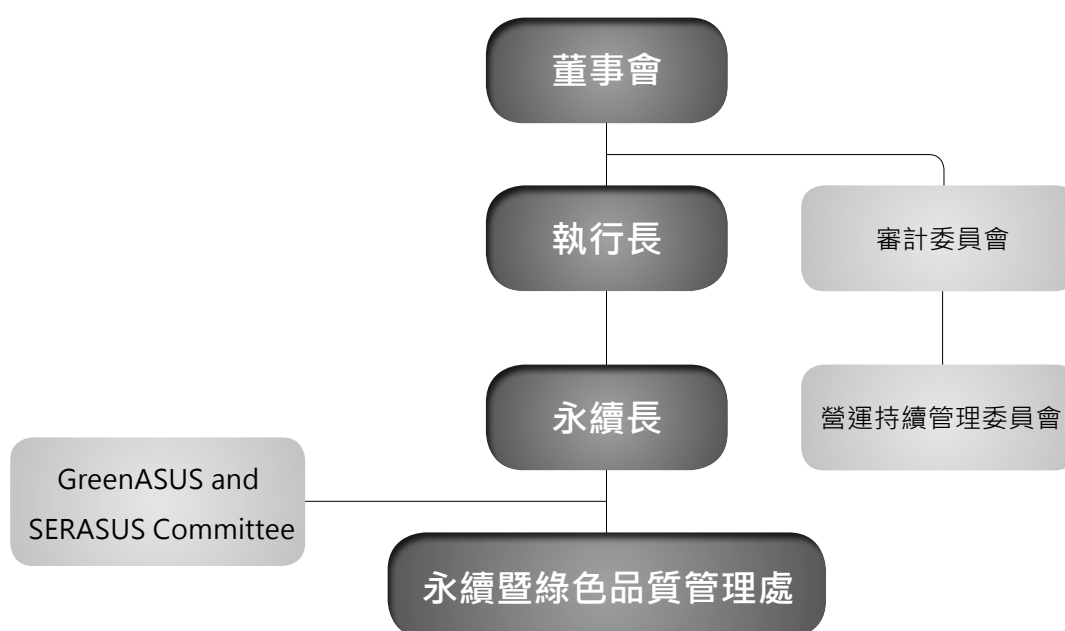 董事會
執行長
審計委員會
永續長
營運持續管理委員會
GreenASUS and
SERASUS Committee
永續暨綠色品質管理處